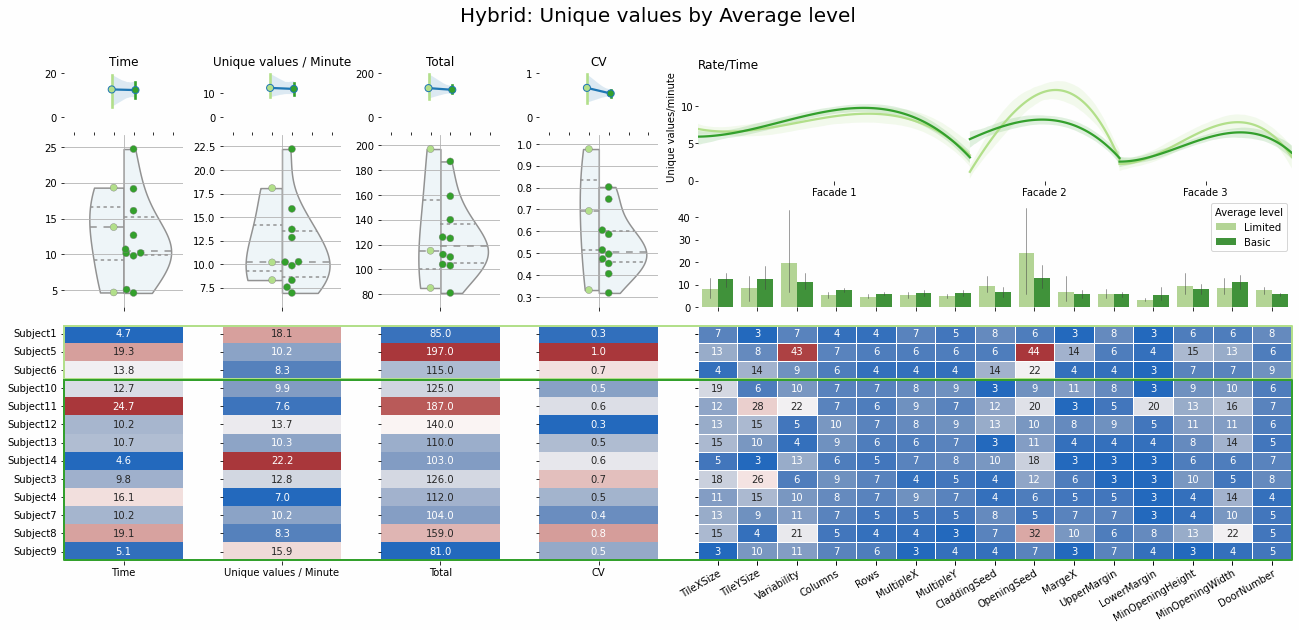 Hybrid: Unique values by Average level
Time
Unique values / Minute
Total
CV
Rate/Time
20
0
10
0
200
0
1
0
Unique values/minute
10
5
0
Facade 1
Facade 2
Facade 3
25
20
15
10
5
22.5
20.0
17.5
15.0
12.5
10.0
7.5
200
180
160
140
120
100
80
1.0
0.9
0.8
0.7
0.6
0.5
0.4
0.3
40
30
20
10
0
Average level
Limited
Basic
Subject1 4.7 18.1 85.0 0.3 7 3 7 4 4 7 5 8 6 3 8 3 6 6 8
Subject5 19.3 10.2 197.0 1.0 13 8 43 7 6 6 6 6 44 14 6 4 15 13 6
Subject6 13.8 8.3 115.0 0.7 4 14 9 6 4 4 4 14 22 4 4 3 7 7 9
Subject10 12.7 9.9 125.0 0.5 19 6 10 7 7 8 9 3 9 11 8 3 9 10 6
Subject11 24.7 7.6 187.0 0.6 12 28 22 7 6 9 7 12 20 3 5 20 13 16 7
Subject12 10.2 13.7 140.0 0.3 13 15 5 10 7 8 9 13 10 8 9 5 11 11 6
Subject13 10.7 10.3 110.0 0.5 15 10 4 9 6 6 7 3 11 4 4 4 8 14 5
Subject14 4.6 22.2 103.0 0.6 5 3 13 6 5 7 8 10 18 3 3 3 6 6 7
Subject3 9.8 12.8 126.0 0.7 18 26 6 9 7 4 5 4 12 6 3 3 10 5 8
Subject4 16.1 7.0 112.0 0.5 11 15 10 8 7 9 7 4 6 5 5 3 4 14 4
Subject7 10.2 10.2 104.0 0.4 13 9 11 7 5 5 5 8 5 7 7 3 4 10 5
Subject8 19.1 8.3 159.0 0.8 15 4 21 5 4 4 3 7 32 10 6 8 13 22 5
Subject9 5.1 15.9 81.0 0.5 3 10 11 7 6 3 4 4 7 3 7 4 3 4 5
Time
Unique values / Minute
Total
CV
TileXSize
TileYSize
Variability
Columns
Rows
MultipleX
MultipleY
CladdingSeed
OpeningSeed
MargeX
UpperMargin
LowerMargin
MinOpeningHeight
MinOpeningWidth
DoorNumber